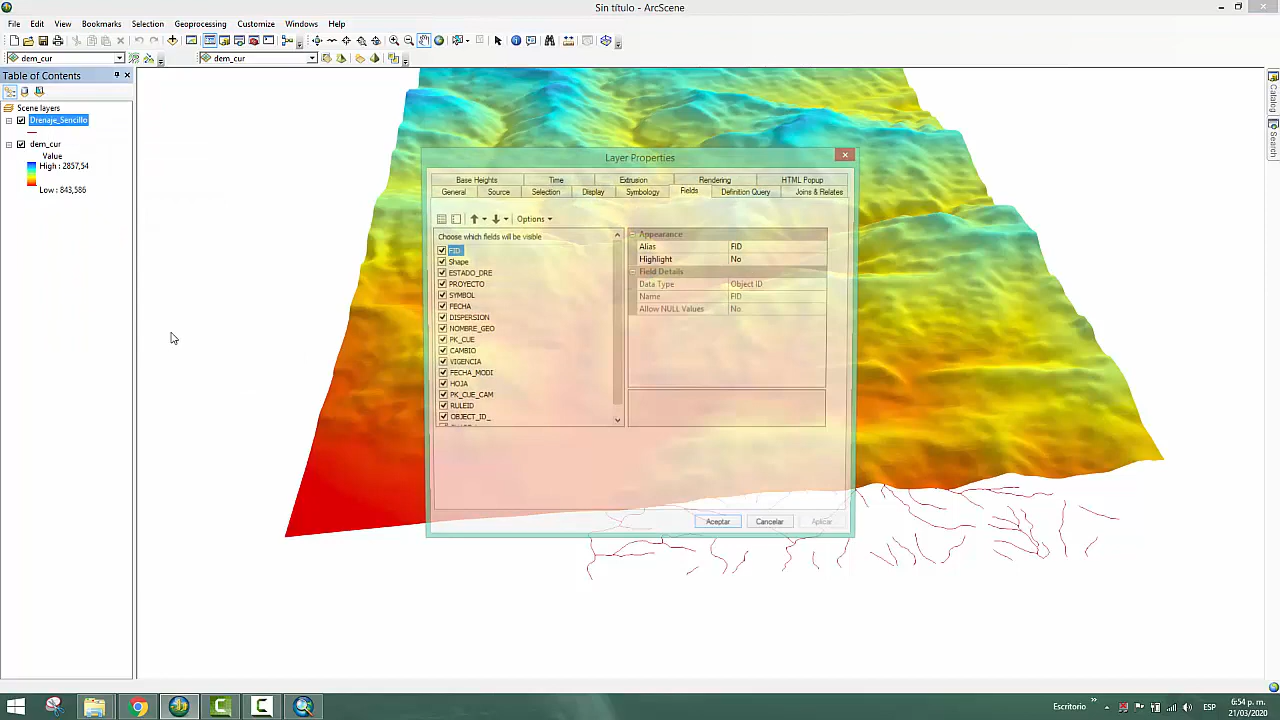 Sin título - ArcScene
File Edit View Bookmarks Selection Geoprocessing Customize Windows Help
dem_cur dem_cur
Table of Contents
Scene layers
Drenaje_Sencillo
dem_cur
Value
High : 2857,54
Low : 843,586
Layer Properties
Base Heights Time Extrusion Rendering HTML Popup
General Source Selection Display Symbology Fields Definition Query Joins & Relates
Options
Choose which fields will be visible
FID
Shape
ESTADO_DRE
PROYECTO
SYMBOL
FECHA
DISPERSION
NOMBRE_GEO
PK_CUE
CAMBIO
VIGENCIA
FECHA_MODI
HOJA
PK_CUE_CAM
RULEID
OBJECT_ID_
Appearance
Alias FID
Highlight No
Field Details
Data Type Object ID
Name FID
Allow NULL Values No
Aceptar Cancelar Aplicar
Catalog
Search
Escritorio
ESP
6:54 p. m.
21/03/2020